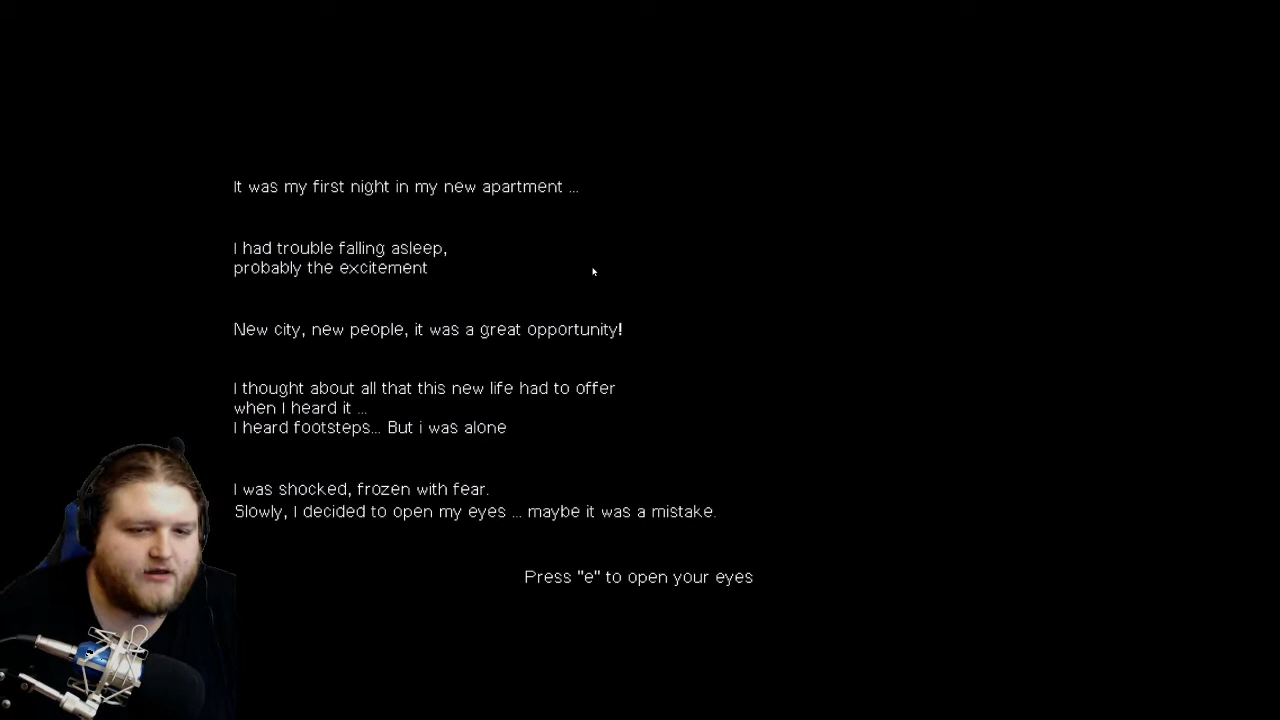 It was my first night in my new apartment ...
I had trouble falling asleep,
probably the excitement
New city, new people, it was a great opportunity!
I thought about all that this new life had to offer
when I heard it ...
I heard footsteps... But i was alone
I was shocked, frozen with fear.
Slowly, I decided to open my eyes ... maybe it was a mistake.
Press "e" to open your eyes